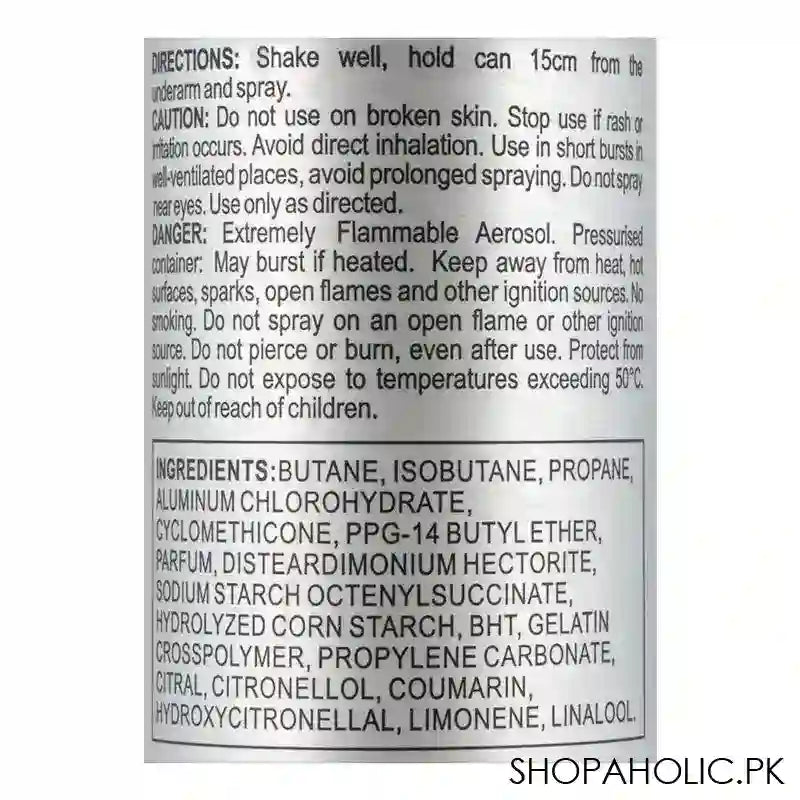 DIRECTIONS: Shake well, hold can 15cm from the
underarm and spray.
CAUTION: Do not use on broken skin. Stop use if rash or
irritation occurs. Avoid direct inhalation. Use in short bursts in
well-ventilated places, avoid prolonged spraying. Do not spray
near eyes. Use only as directed.
DANGER: Extremely Flammable Aerosol. Pressurised
container: May burst if heated. Keep away from heat, hot
surfaces, sparks, open flames and other ignition sources. No
smoking. Do not spray on an open flame or other ignition
source. Do not pierce or burn, even after use. Protect from
sunlight. Do not expose to temperatures exceeding 50°C.
Keep out of reach of children.
INGREDIENTS: BUTANE, ISOBUTANE, PROPANE,
ALUMINUM CHLOROHYDRATE,
CYCLOMETHICONE, PPG-14 BUTYL ETHER,
PARFUM, DISTEARDIMONIUM HECTORITE,
SODIUM STARCH OCTENYLSUCCINATE,
HYDROLYZED CORN STARCH, BHT, GELATIN
CROSSPOLYMER, PROPYLENE CARBONATE,
CITRAL, CITRONELLOL, COUMARIN,
HYDROXYCITRONELLAL, LIMONENE, LINALOOL.
SHOPAHOLIC.PK